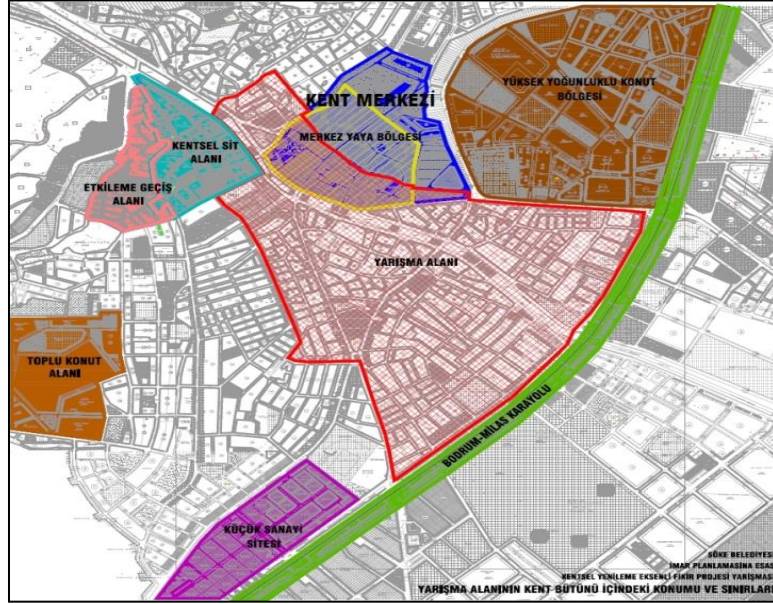 YÜKSEK YOĞUNLUKLU KONUT
BÖLGESİ
KENT MERKEZİ
MERKEZ YAYA BÖLGESİ
KENTSEL SİT
ALANI
ETKİLEME GEÇİŞ
ALANI
YARIŞMA ALANI
TOPLU KONUT
ALANI
BODRUM-MİLAS KARAYOLU
KÜÇÜK SANAYİ
SİTESİ
SÖKE BELEDİYESİ
İMAR PLANLAMASINA ESAS
KENTSEL YENİLEME EKSENLİ FİKİR PROJESİ YARIŞMASI
YARIŞMA ALANININ KENT BÜTÜNÜ İÇİNDEKİ KONUMU VE SINIRLARI